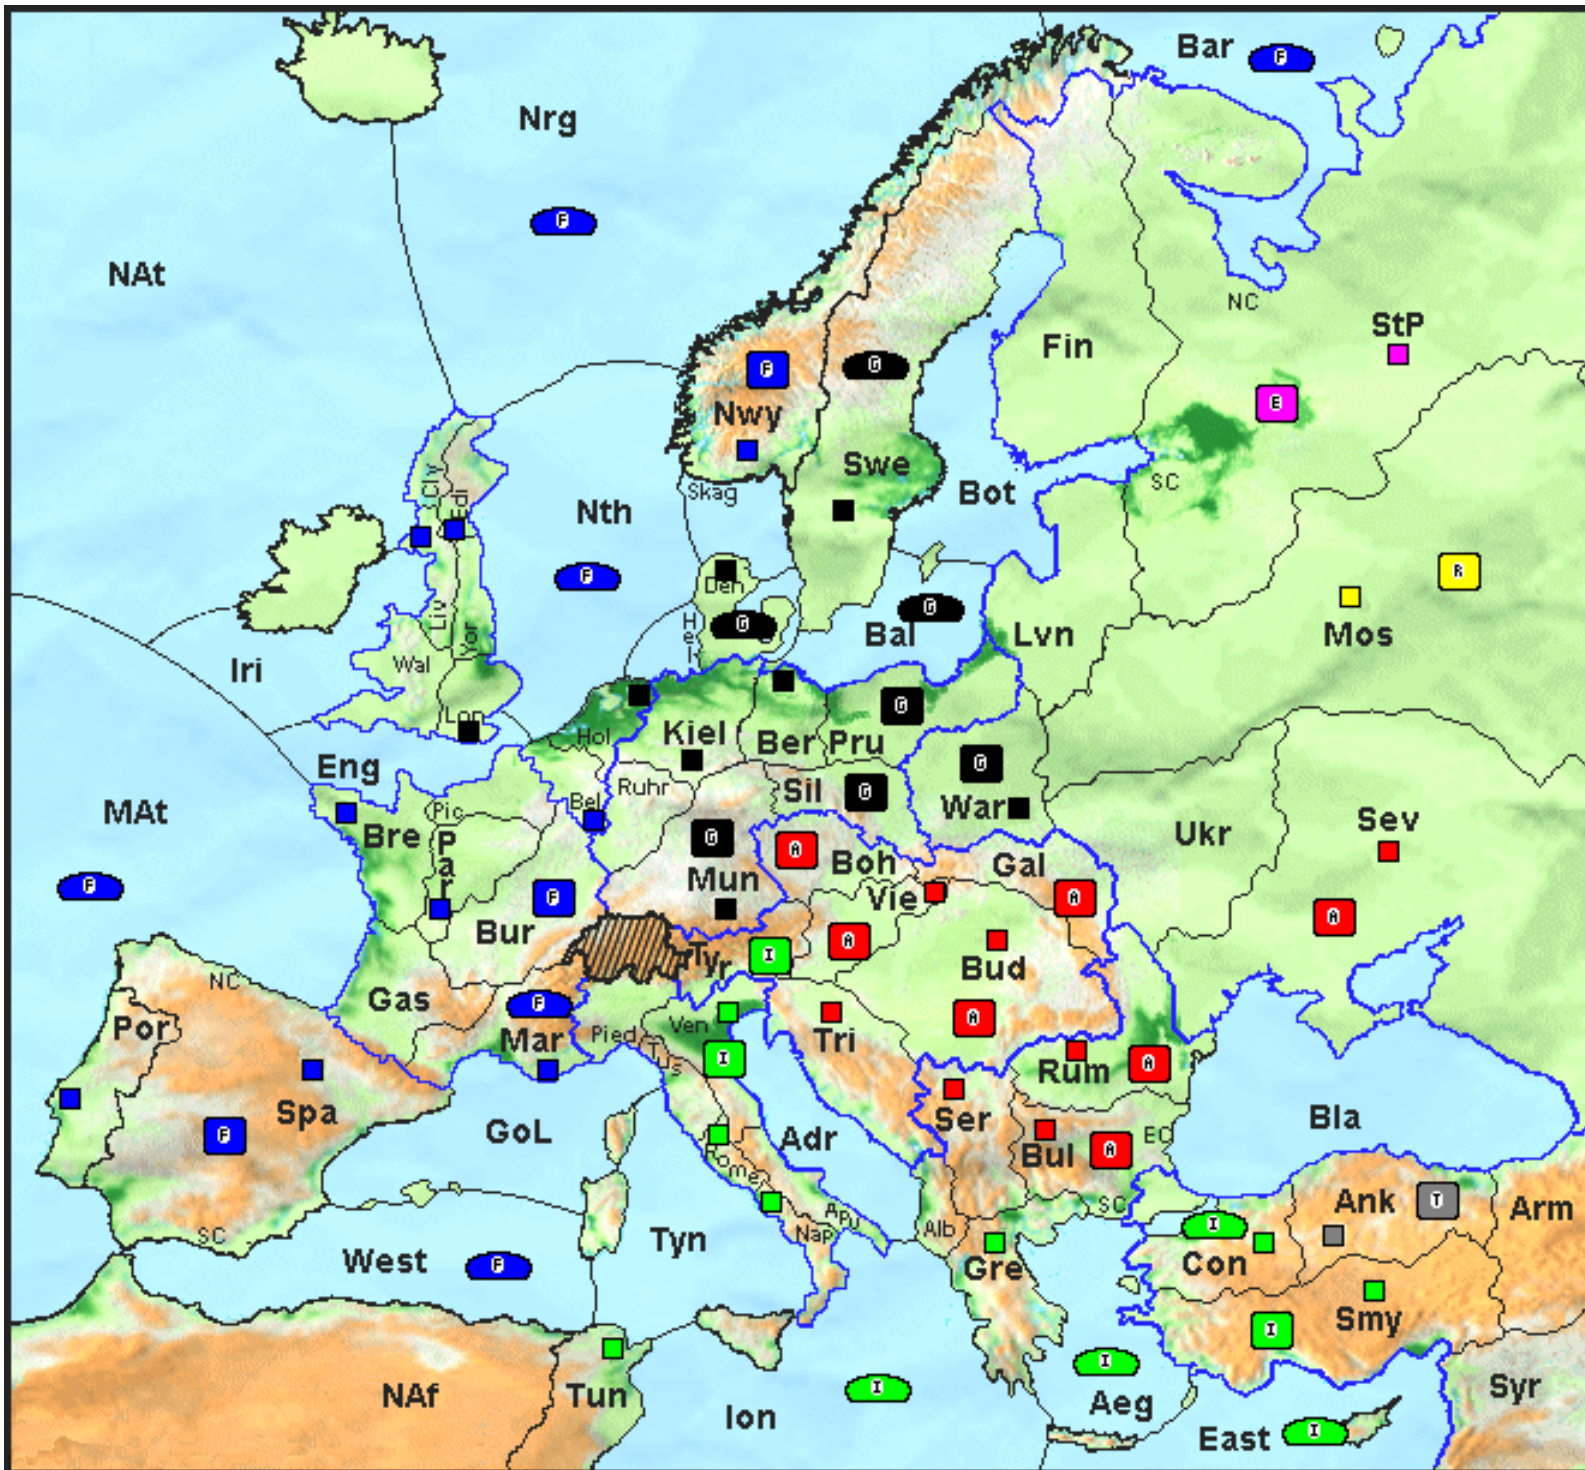 Bar
F
Nrg
F
NAt
NC
StP
Fin
F
G
E
Nwy
Swe
SC
Skag
Bot
Cly
Edi
Nth
F
R
Den
G
G
Hel
Bal
Lvn
Mos
Liv
Yor
Iri
Wal
G
Lon
Hol
Kiel
Ber
Pru
Eng
G
Ruhr
Sil
G
War
MAt
Pic
Bel
Bre
Par
G
A
Boh
Gal
Ukr
Sev
Mun
F
F
Vie
A
A
Bur
A
Tyr
I
Bud
NC
Gas
F
Por
Mar
Pied
Ven
Tri
A
Tus
I
Rum
A
Spa
Ser
GoL
F
Adr
Bul
A
EC
Bla
Rome
Ank
T
Arm
SC
SC
Apu
Nap
Alb
I
West
F
Tyn
Gre
Con
Smy
I
NAf
Tun
I
I
Syr
Ion
Aeg
East
I